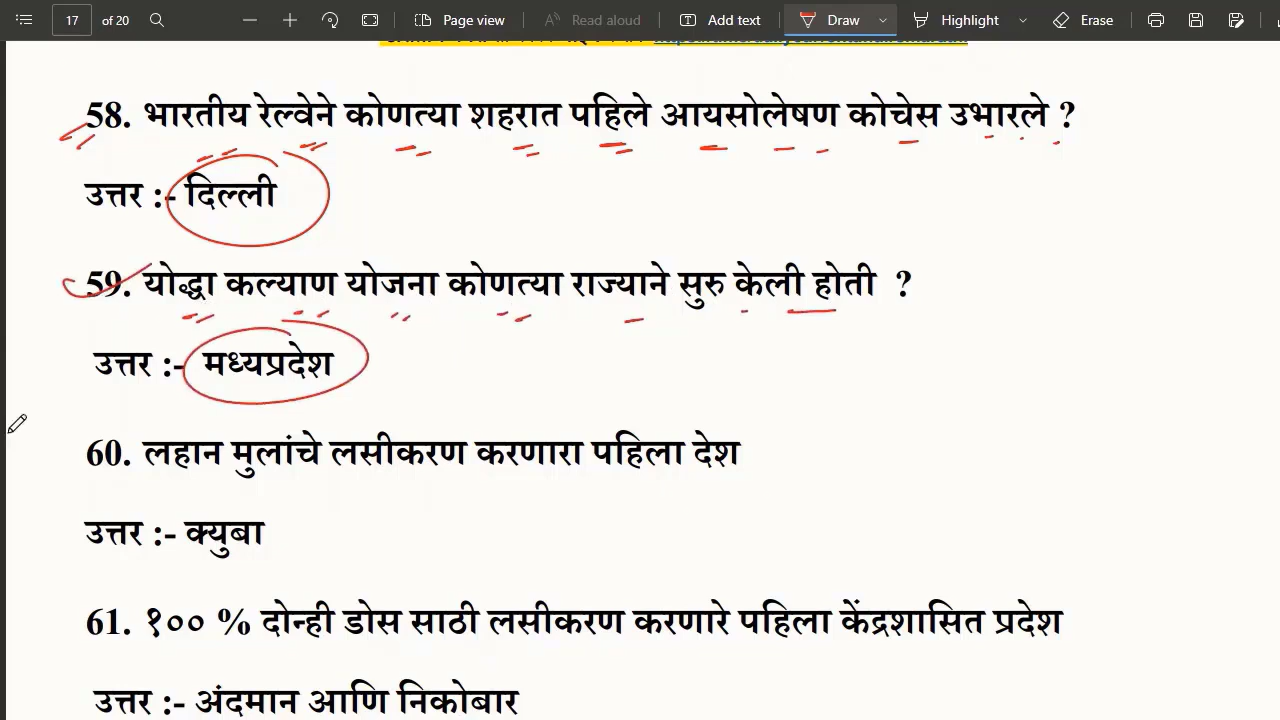 17 of 20 Page view Read aloud Add text Draw Highlight Erase
58. भारतीय रेल्वेने कोणत्या शहरात पहिले आयसोलेषण कोचेस उभारले ?
उत्तर :- दिल्ली
59. योद्धा कल्याण योजना कोणत्या राज्याने सुरु केली होती ?
उत्तर :- मध्यप्रदेश
60. लहान मुलांचे लसीकरण करणारा पहिला देश
उत्तर :- क्युबा
61. १०० % दोन्ही डोस साठी लसीकरण करणारे पहिला केंद्रशासित प्रदेश
उत्तर :- अंदमान आणि निकोबार